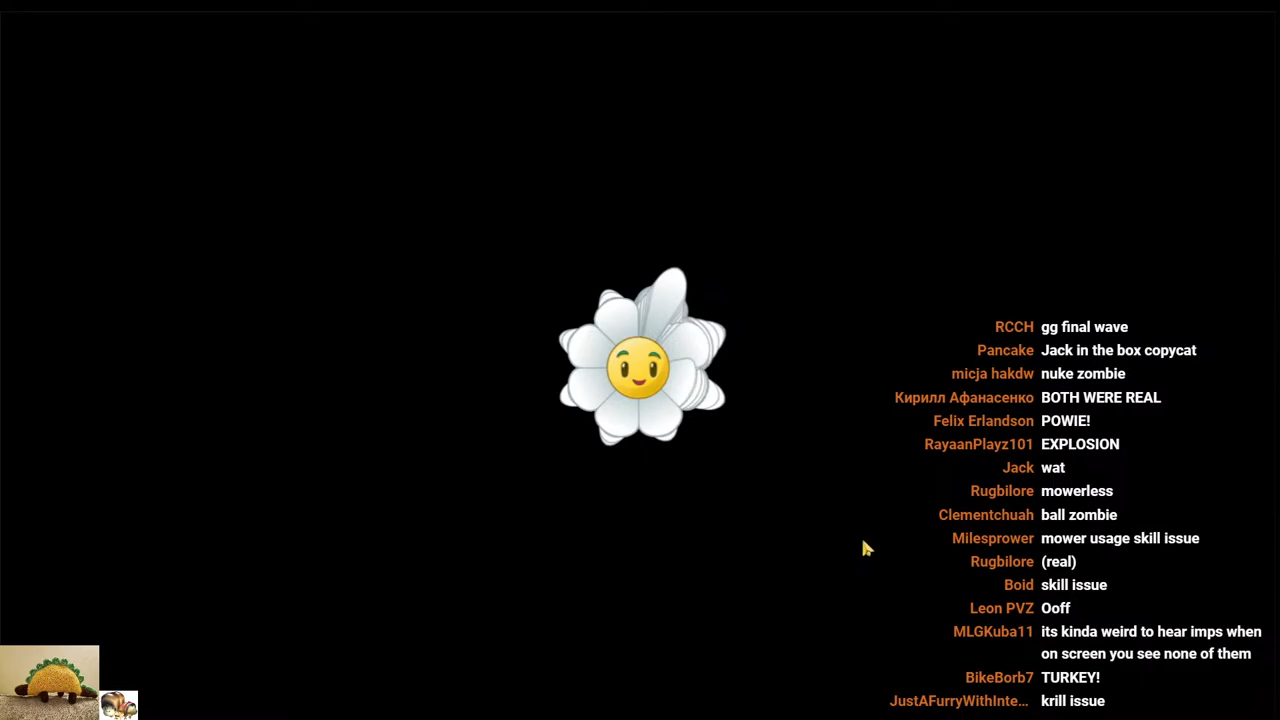 RCCH gg final wave
Pancake Jack in the box copycat
micja hakdw nuke zombie
Кирилл Афанасенко BOTH WERE REAL
Felix Erlandson POWIE!
RayaanPlayz101 EXPLOSION
Jack wat
Rugbilore mowerless
Clementchuah ball zombie
Milesprower mower usage skill issue
Rugbilore (real)
Boid skill issue
Leon PVZ Ooff
MLGKuba11 its kinda weird to hear imps when
on screen you see none of them
BikeBorb7 TURKEY!
JustAFurryWithInte... krill issue